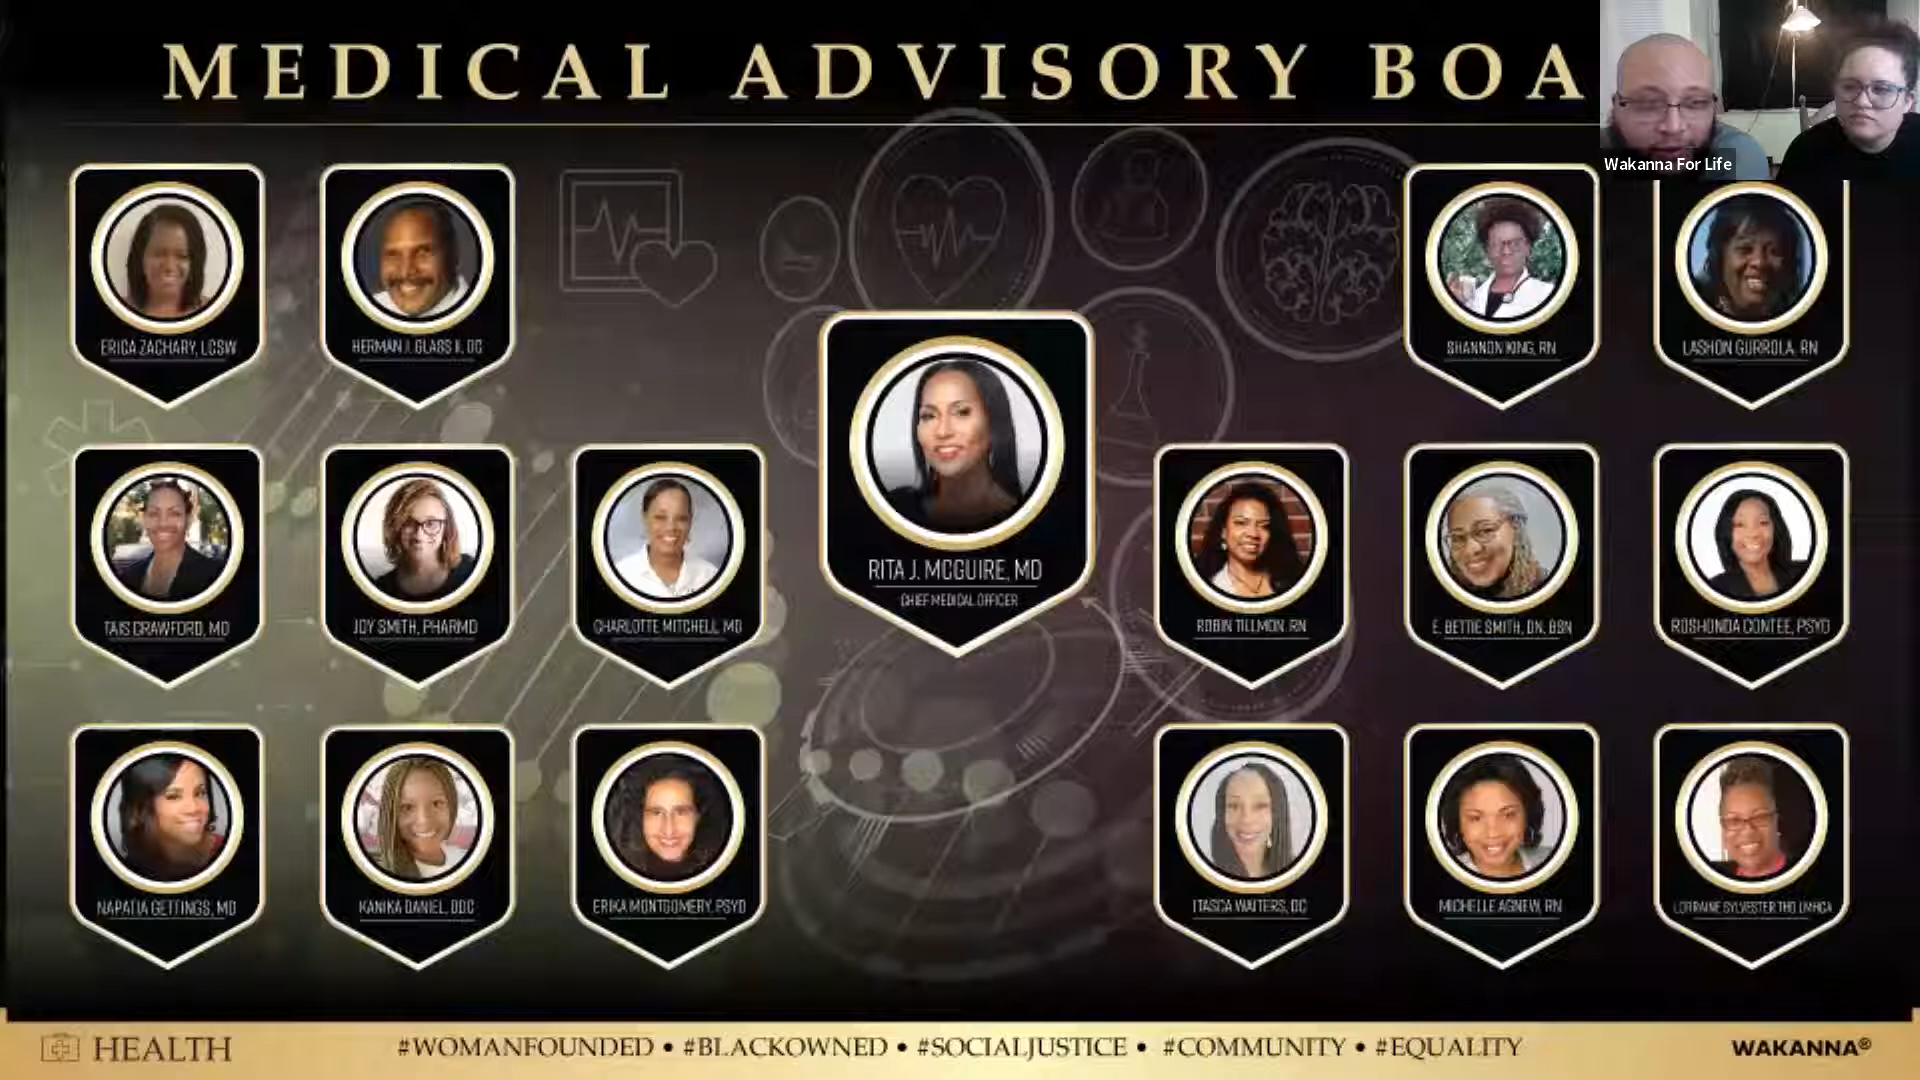 MEDICAL ADVISORY BOA
Wakanna For Life
ERICA ZACHARY, LCSW
HERMAN J. GLASS II, DC
SHANNON KING, RN
LASHON GURROLA, RN
RITA J. MCGUIRE, MD
CHIEF MEDICAL OFFICER
TAIS CRAWFORD, MD
JOY SMITH, PHARMD
CHARLOTTE MITCHELL, MD
ROBIN TILLMON, RN
E. BETTIE SMITH, DN, BSN
ROSHONDA CONTEE, PSYD
NAPATIA GETTINGS, MD
KANIKA DANIEL, DDC
ERIKA MONTGOMERY, PSYD
ITASCA WAITERS, DC
MICHELLE AGNEW, RN
LORRAINE SYLVESTER
HEALTH
#WOMANFOUNDED • #BLACKOWNED • #SOCIALJUSTICE • #COMMUNITY • #EQUALITY
WAKANNA®